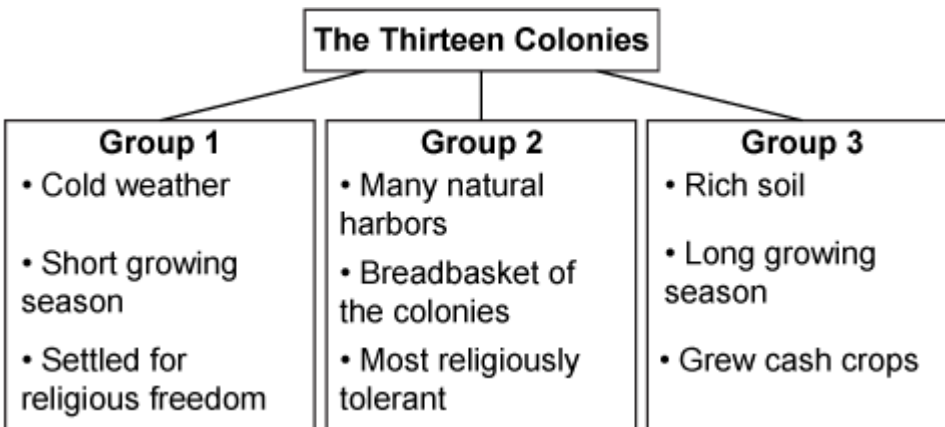 The Thirteen Colonies
Group 1
• Cold weather
• Short growing
season
• Settled for
religious freedom
Group 2
• Many natural
harbors
• Breadbasket of
the colonies
• Most religiously
tolerant
Group 3
• Rich soil
• Long growing
season
• Grew cash crops